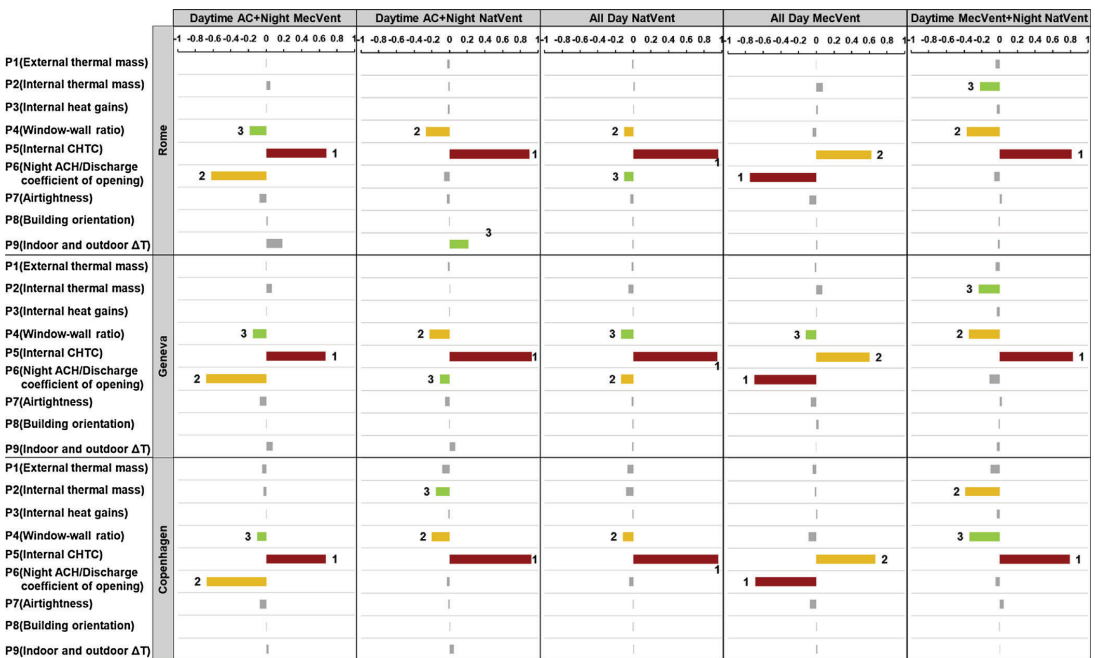 Daytime AC+Night MecVent Daytime AC+Night NatVent All Day NatVent All Day MecVent Daytime MecVent+Night NatVent
-1 -0.8 -0.6 -0.4 -0.2 0 0.2 0.4 0.6 0.8 1 -1 -0.8 -0.6 -0.4 -0.2 0 0.2 0.4 0.6 0.8 1 -1 -0.8 -0.6 -0.4 -0.2 0 0.2 0.4 0.6 0.8 1 -1 -0.8 -0.6 -0.4 -0.2 0 0.2 0.4 0.6 0.8 1 -1 -0.8 -0.6 -0.4 -0.2 0 0.2 0.4 0.6 0.8 1
Rome
P1(External thermal mass)
P2(Internal thermal mass) 3
P3(Internal heat gains)
P4(Window-wall ratio) 3 2 2 2
P5(Internal CHTC) 1 1 1 2 1
P6(Night ACH/Discharge
coefficient of opening) 2 3 1
P7(Airtightness)
P8(Building orientation)
P9(Indoor and outdoor ΔT) 3
Geneva
P1(External thermal mass)
P2(Internal thermal mass) 3
P3(Internal heat gains)
P4(Window-wall ratio) 3 2 3 3 2
P5(Internal CHTC) 1 1 1 2 1
P6(Night ACH/Discharge
coefficient of opening) 2 3 2 1
P7(Airtightness)
P8(Building orientation)
P9(Indoor and outdoor ΔT)
Copenhagen
P1(External thermal mass)
P2(Internal thermal mass) 3 2
P3(Internal heat gains)
P4(Window-wall ratio) 3 2 2 3
P5(Internal CHTC) 1 1 1 2 1
P6(Night ACH/Discharge
coefficient of opening) 2 1
P7(Airtightness)
P8(Building orientation)
P9(Indoor and outdoor ΔT)